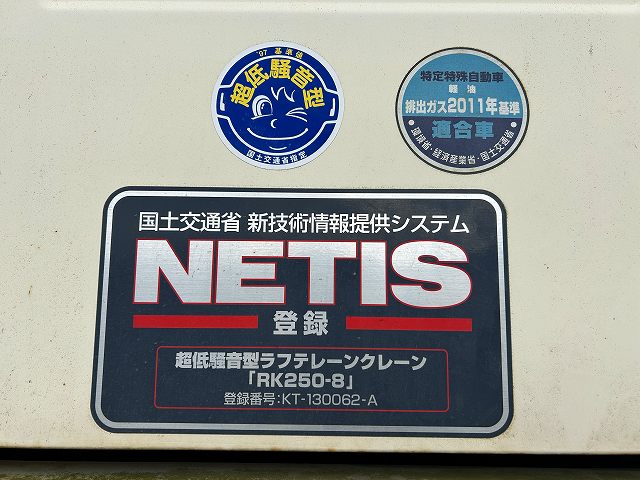 '97 基準値
超低騒音型
国土交通省指定
特定特殊自動車
軽油
排出ガス2011年基準
適合車
・環境省・経済産業省・国土交通省・
国土交通省 新技術情報提供システム
NETIS
登録
超低騒音型ラフテレーンクレーン
「RK250-8」
登録番号:KT-130062-A